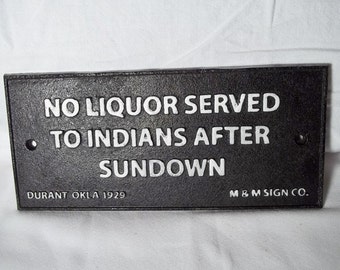 NO LIQUOR SERVED
TO INDIANS AFTER
SUNDOWN
DURANT OKLA 1929 M & M SIGN CO.